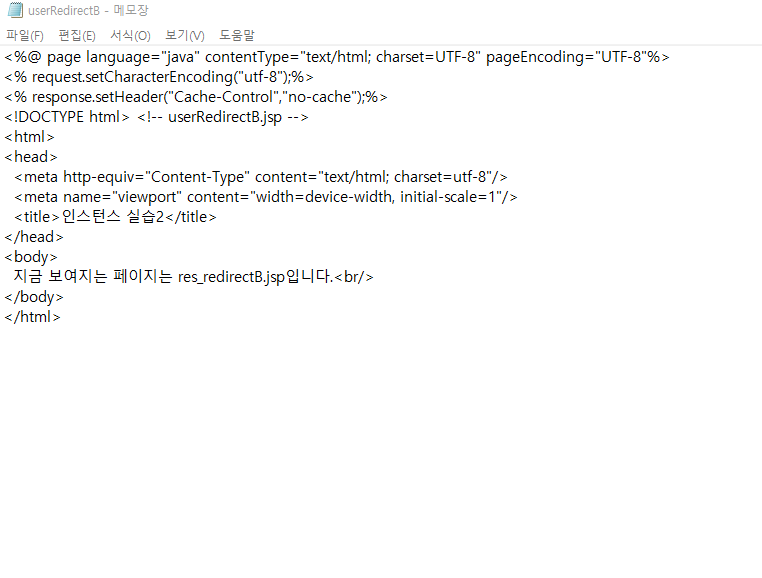 userRedirectB - 메모장
파일(F) 편집(E) 서식(O) 보기(V) 도움말
<%@ page language="java" contentType="text/html; charset=UTF-8" pageEncoding="UTF-8"%>
<% request.setCharacterEncoding("utf-8");%>
<% response.setHeader("Cache-Control","no-cache");%>
<!DOCTYPE html> <!-- userRedirectB.jsp -->
<html>
<head>
  <meta http-equiv="Content-Type" content="text/html; charset=utf-8"/>
  <meta name="viewport" content="width=device-width, initial-scale=1"/>
  <title>인스턴스 실습2</title>
</head>
<body>
  지금 보여지는 페이지는 res_redirectB.jsp입니다.<br/>
</body>
</html>